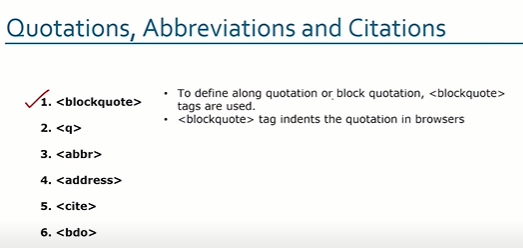 Quotations, Abbreviations and Citations
1. <blockquote>
2. <q>
3. <abbr>
4. <address>
5. <cite>
6. <bdo>
• To define along quotation or block quotation, <blockquote>
tags are used.
• <blockquote> tag indents the quotation in browsers